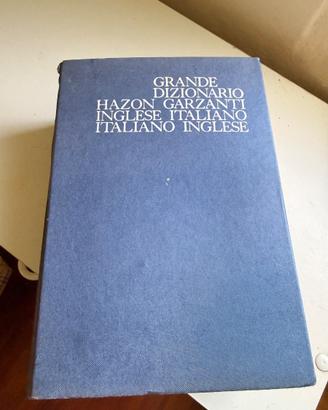 GRANDE
DIZIONARIO
HAZON GARZANTI
INGLESE ITALIANO
ITALIANO INGLESE